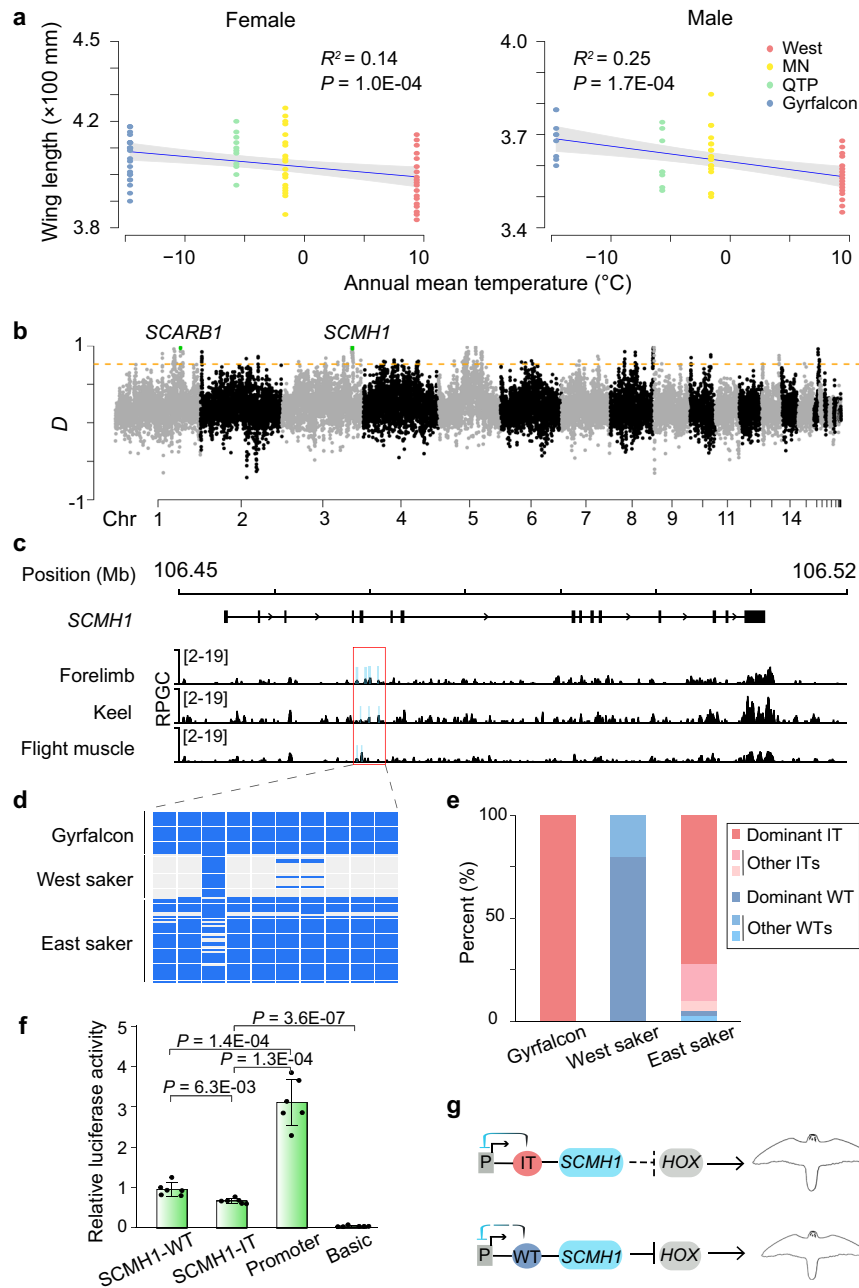 a
Female
Male
4.5
4.2
3.8
Wing length (×100 mm)
R² = 0.14
P = 1.0E-04
−10
0
10
4.0
3.7
3.4
R² = 0.25
P = 1.7E-04
West
MN
QTP
Gyrfalcon
−10
0
10
Annual mean temperature (°C)
b
SCARB1
SCMH1
1
D
-1
Chr
1
2
3
4
5
6
7
8
9
11
14
c
Position (Mb)
106.45
106.52
SCMH1
RPGC
Forelimb
[2-19]
Keel
[2-19]
Flight muscle
[2-19]
d
Gyrfalcon
West saker
East saker
e
100
50
0
Percent (%)
Gyrfalcon
West saker
East saker
Dominant IT
Other ITs
Dominant WT
Other WTs
f
Relative luciferase activity
5
4
3
2
1
0
P = 3.6E-07
P = 1.4E-04
P = 1.3E-04
P = 6.3E-03
SCMH1-WT
SCMH1-IT
Promoter
Basic
g
P
IT
SCMH1
HOX
P
WT
SCMH1
HOX